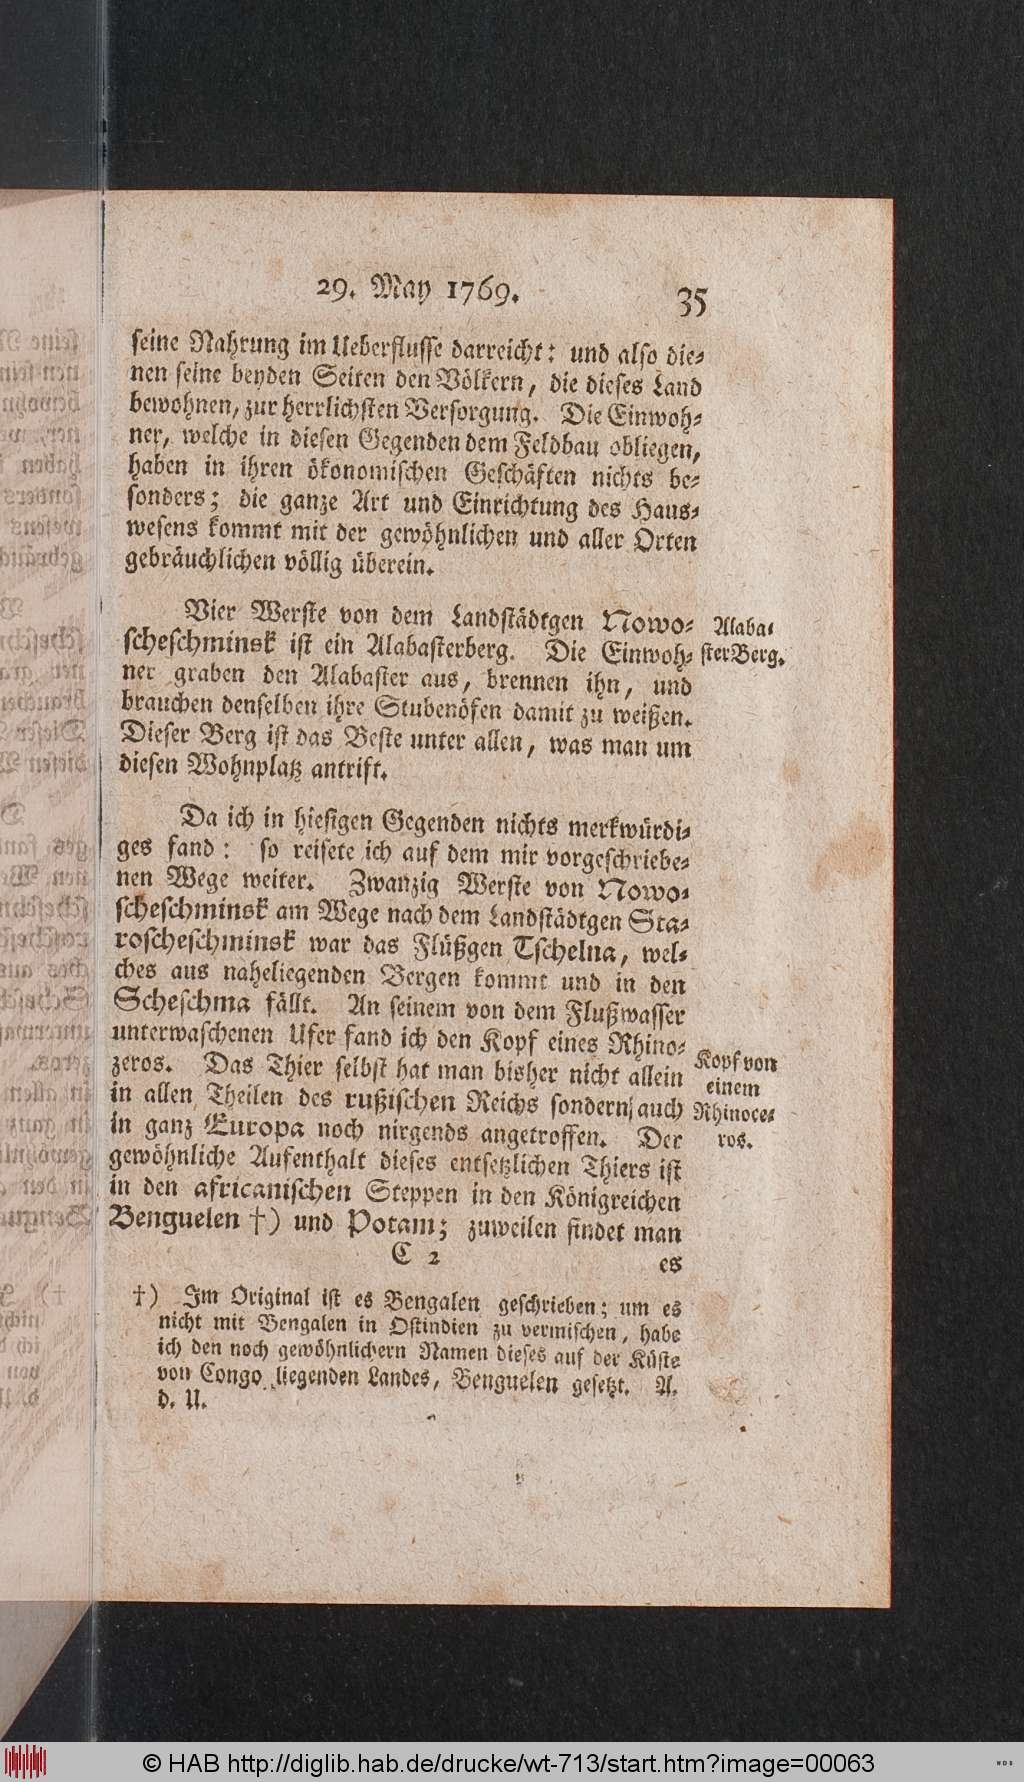 29. May 1769.
35
seine Nahrung im Ueberflusse darreicht: und also die-
nen seine beyden Seiten den Völkern, die dieses Land
bewohnen, zur herrlichsten Versorgung. Die Einwoh-
ner, welche in diesen Gegenden dem Feldbau obliegen,
haben in ihren ökonomischen Geschäften nichts be-
sonders; die ganze Art und Einrichtung des Haus-
wesens kommt mit der gewöhnlichen und aller Orten
gebräuchlichen völlig überein.
Vier Werste von dem Landstädtgen Nowo-
scheschminsk ist ein Alabasterberg. Die Einwoh-
ner graben den Alabaster aus, brennen ihn, und
brauchen denselben ihre Stubenöfen damit zu weißen.
Dieser Berg ist das Beste unter allen, was man um
diesen Wohnplatz antrift.
Alaba-
ster Berg.
Da ich in hiesigen Gegenden nichts merkwürdi-
ges fand: so reisete ich auf dem mir vorgeschriebe-
nen Wege weiter. Zwanzig Werste von Nowo-
scheschminsk am Wege nach dem Landstädtgen Sta-
roscheschminsk war das Flüßgen Tschelna, wel-
ches aus naheliegenden Bergen kommt und in den
Scheschma fällt. An seinem von dem Flußwasser
unterwaschenen Ufer fand ich den Kopf eines Rhino-
zeros. Das Thier selbst hat man bisher nicht allein
in allen Theilen des rußischen Reichs sondern auch
in ganz Europa noch nirgends angetroffen. Der
gewöhnliche Aufenthalt dieses entsetzlichen Thiers ist
in den africanischen Steppen in den Königreichen
Benguelen †) und Potam; zuweilen findet man
Kopf von
einem
Rhinoce-
ros.
C 2
es
†) Im Original ist es Bengalen geschrieben; um es
nicht mit Bengalen in Ostindien zu vermischen, habe
ich den noch gewöhnlichern Namen dieses auf der Küste
von Congo liegenden Landes, Benguelen gesetzt. A.
d. U.
© HAB http://diglib.hab.de/drucke/wt-713/start.htm?image=00063